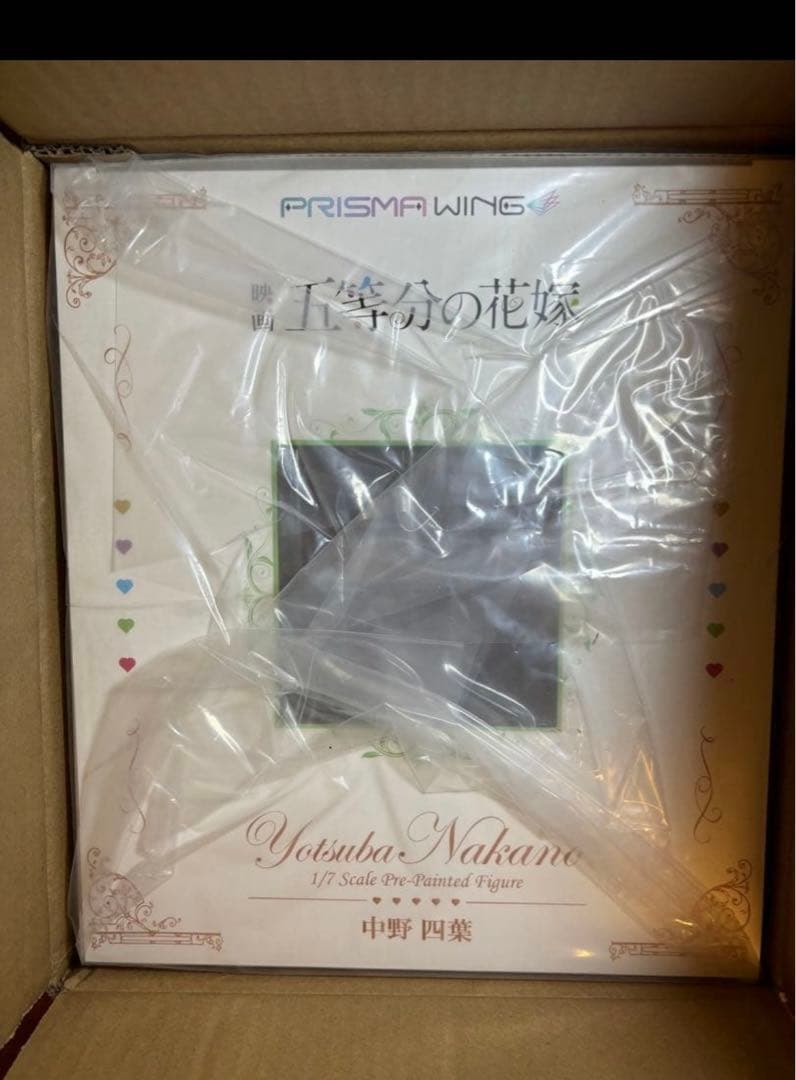 PRISMA WING
映画 五等分の花嫁
Yotsuba Nakano
1/7 Scale Pre-Painted Figure
中野 四葉